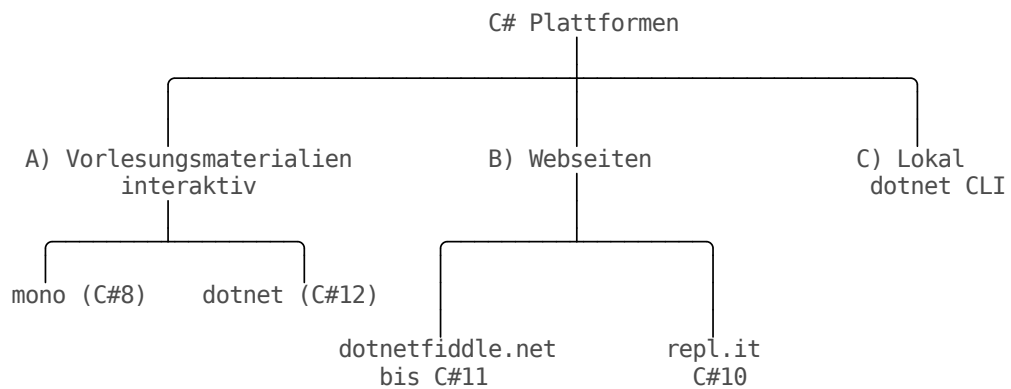 C# Plattformen
A) Vorlesungsmaterialien
interaktiv
B) Webseiten
C) Lokal
dotnet CLI
mono (C#8)
dotnet (C#12)
dotnetfiddle.net
bis C#11
repl.it
C#10